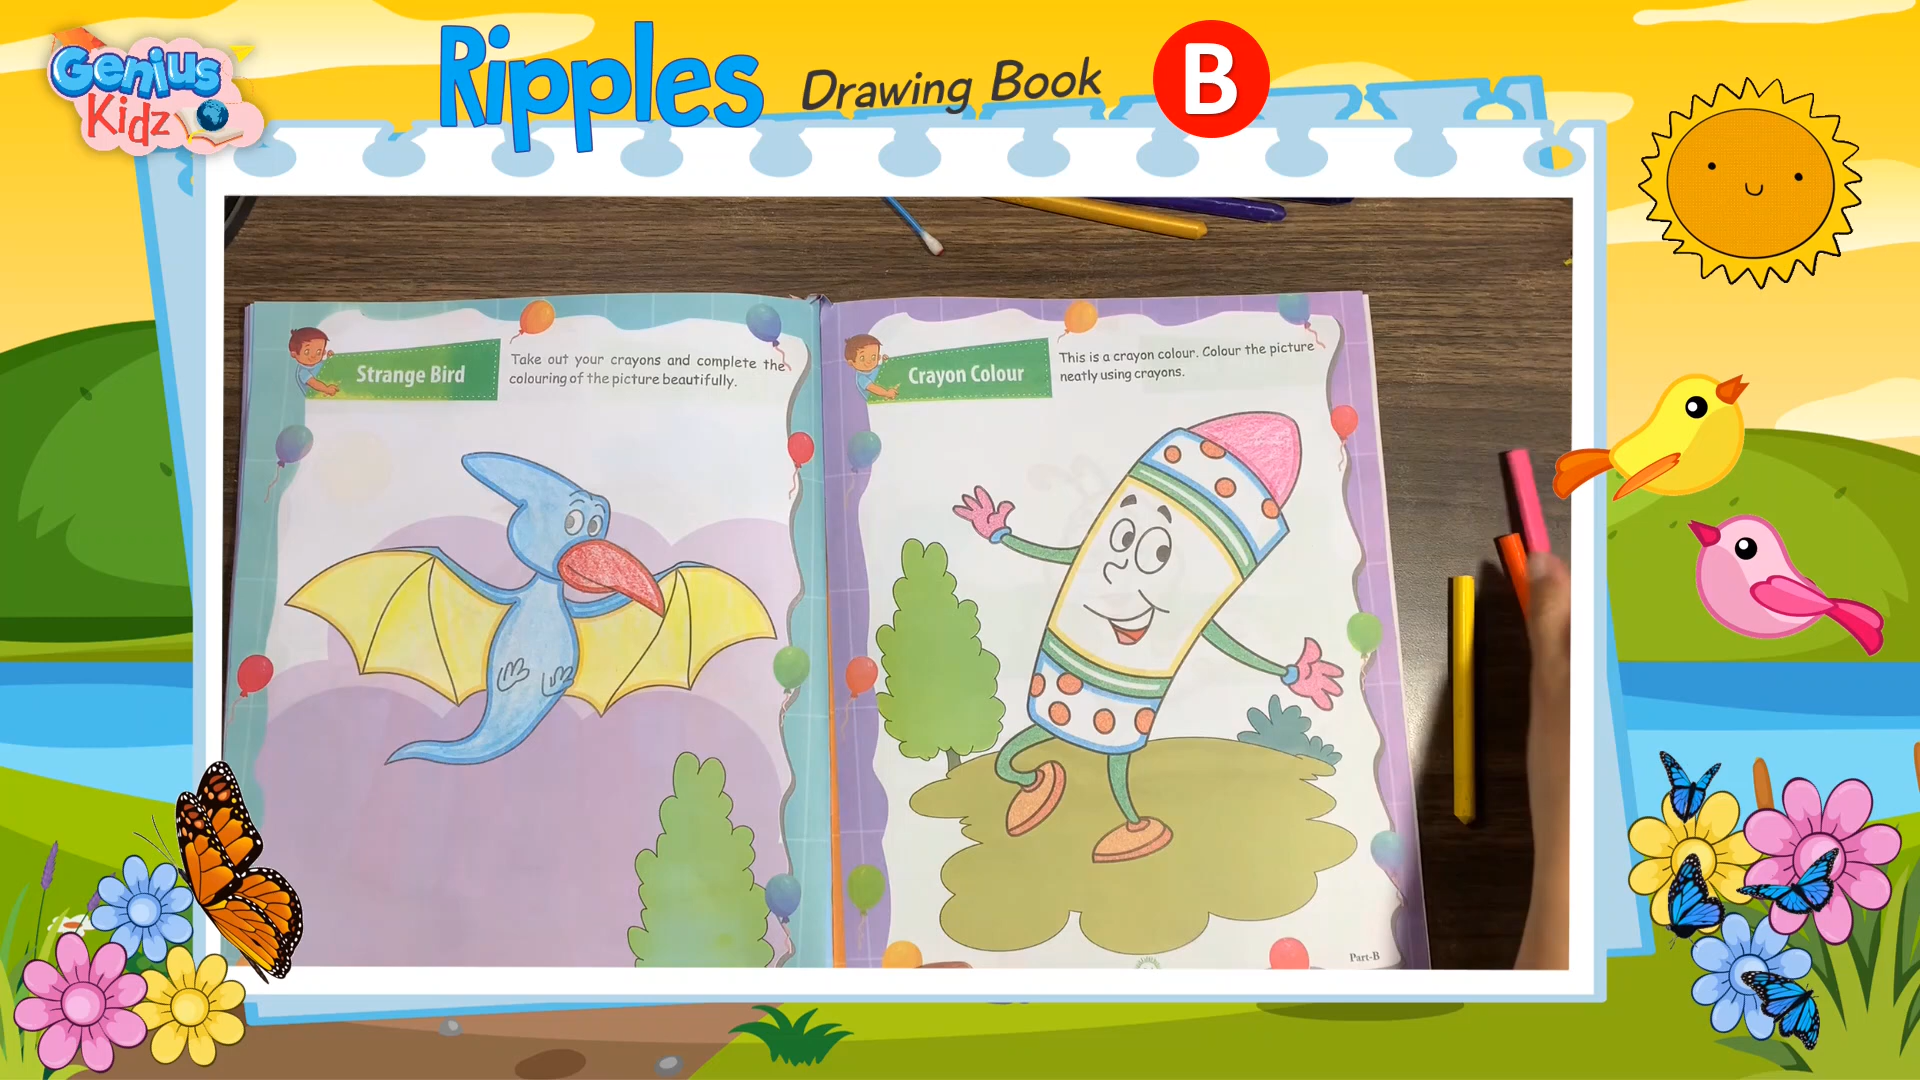 Genius
Kidz
Ripples Drawing Book B
Strange Bird
Take out your crayons and complete the
colouring of the picture beautifully.
Crayon Colour
This is a crayon colour. Colour the picture
neatly using crayons.
Part-B